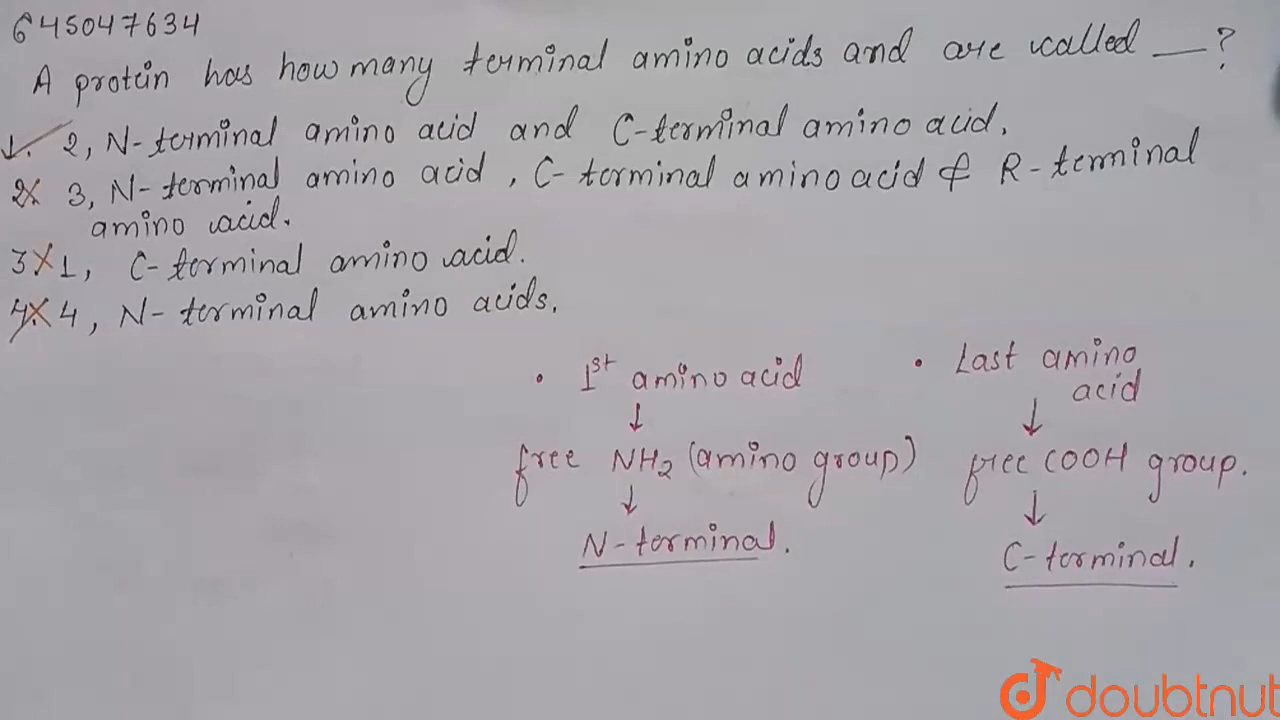 645047634
A protein has how many terminal amino acids and are called __?
1. 2, N-terminal amino acid and C-terminal amino acid.
2 3, N-terminal amino acid, C-terminal amino acid & R-terminal
amino acid.
3 1, C-terminal amino acid.
4. 4, N-terminal amino acids.
• 1st amino acid
• Last amino
acid
↓
↓
free NH2 (amino group)
free COOH group.
↓
↓
N-terminal.
C-terminal.
doubtnut